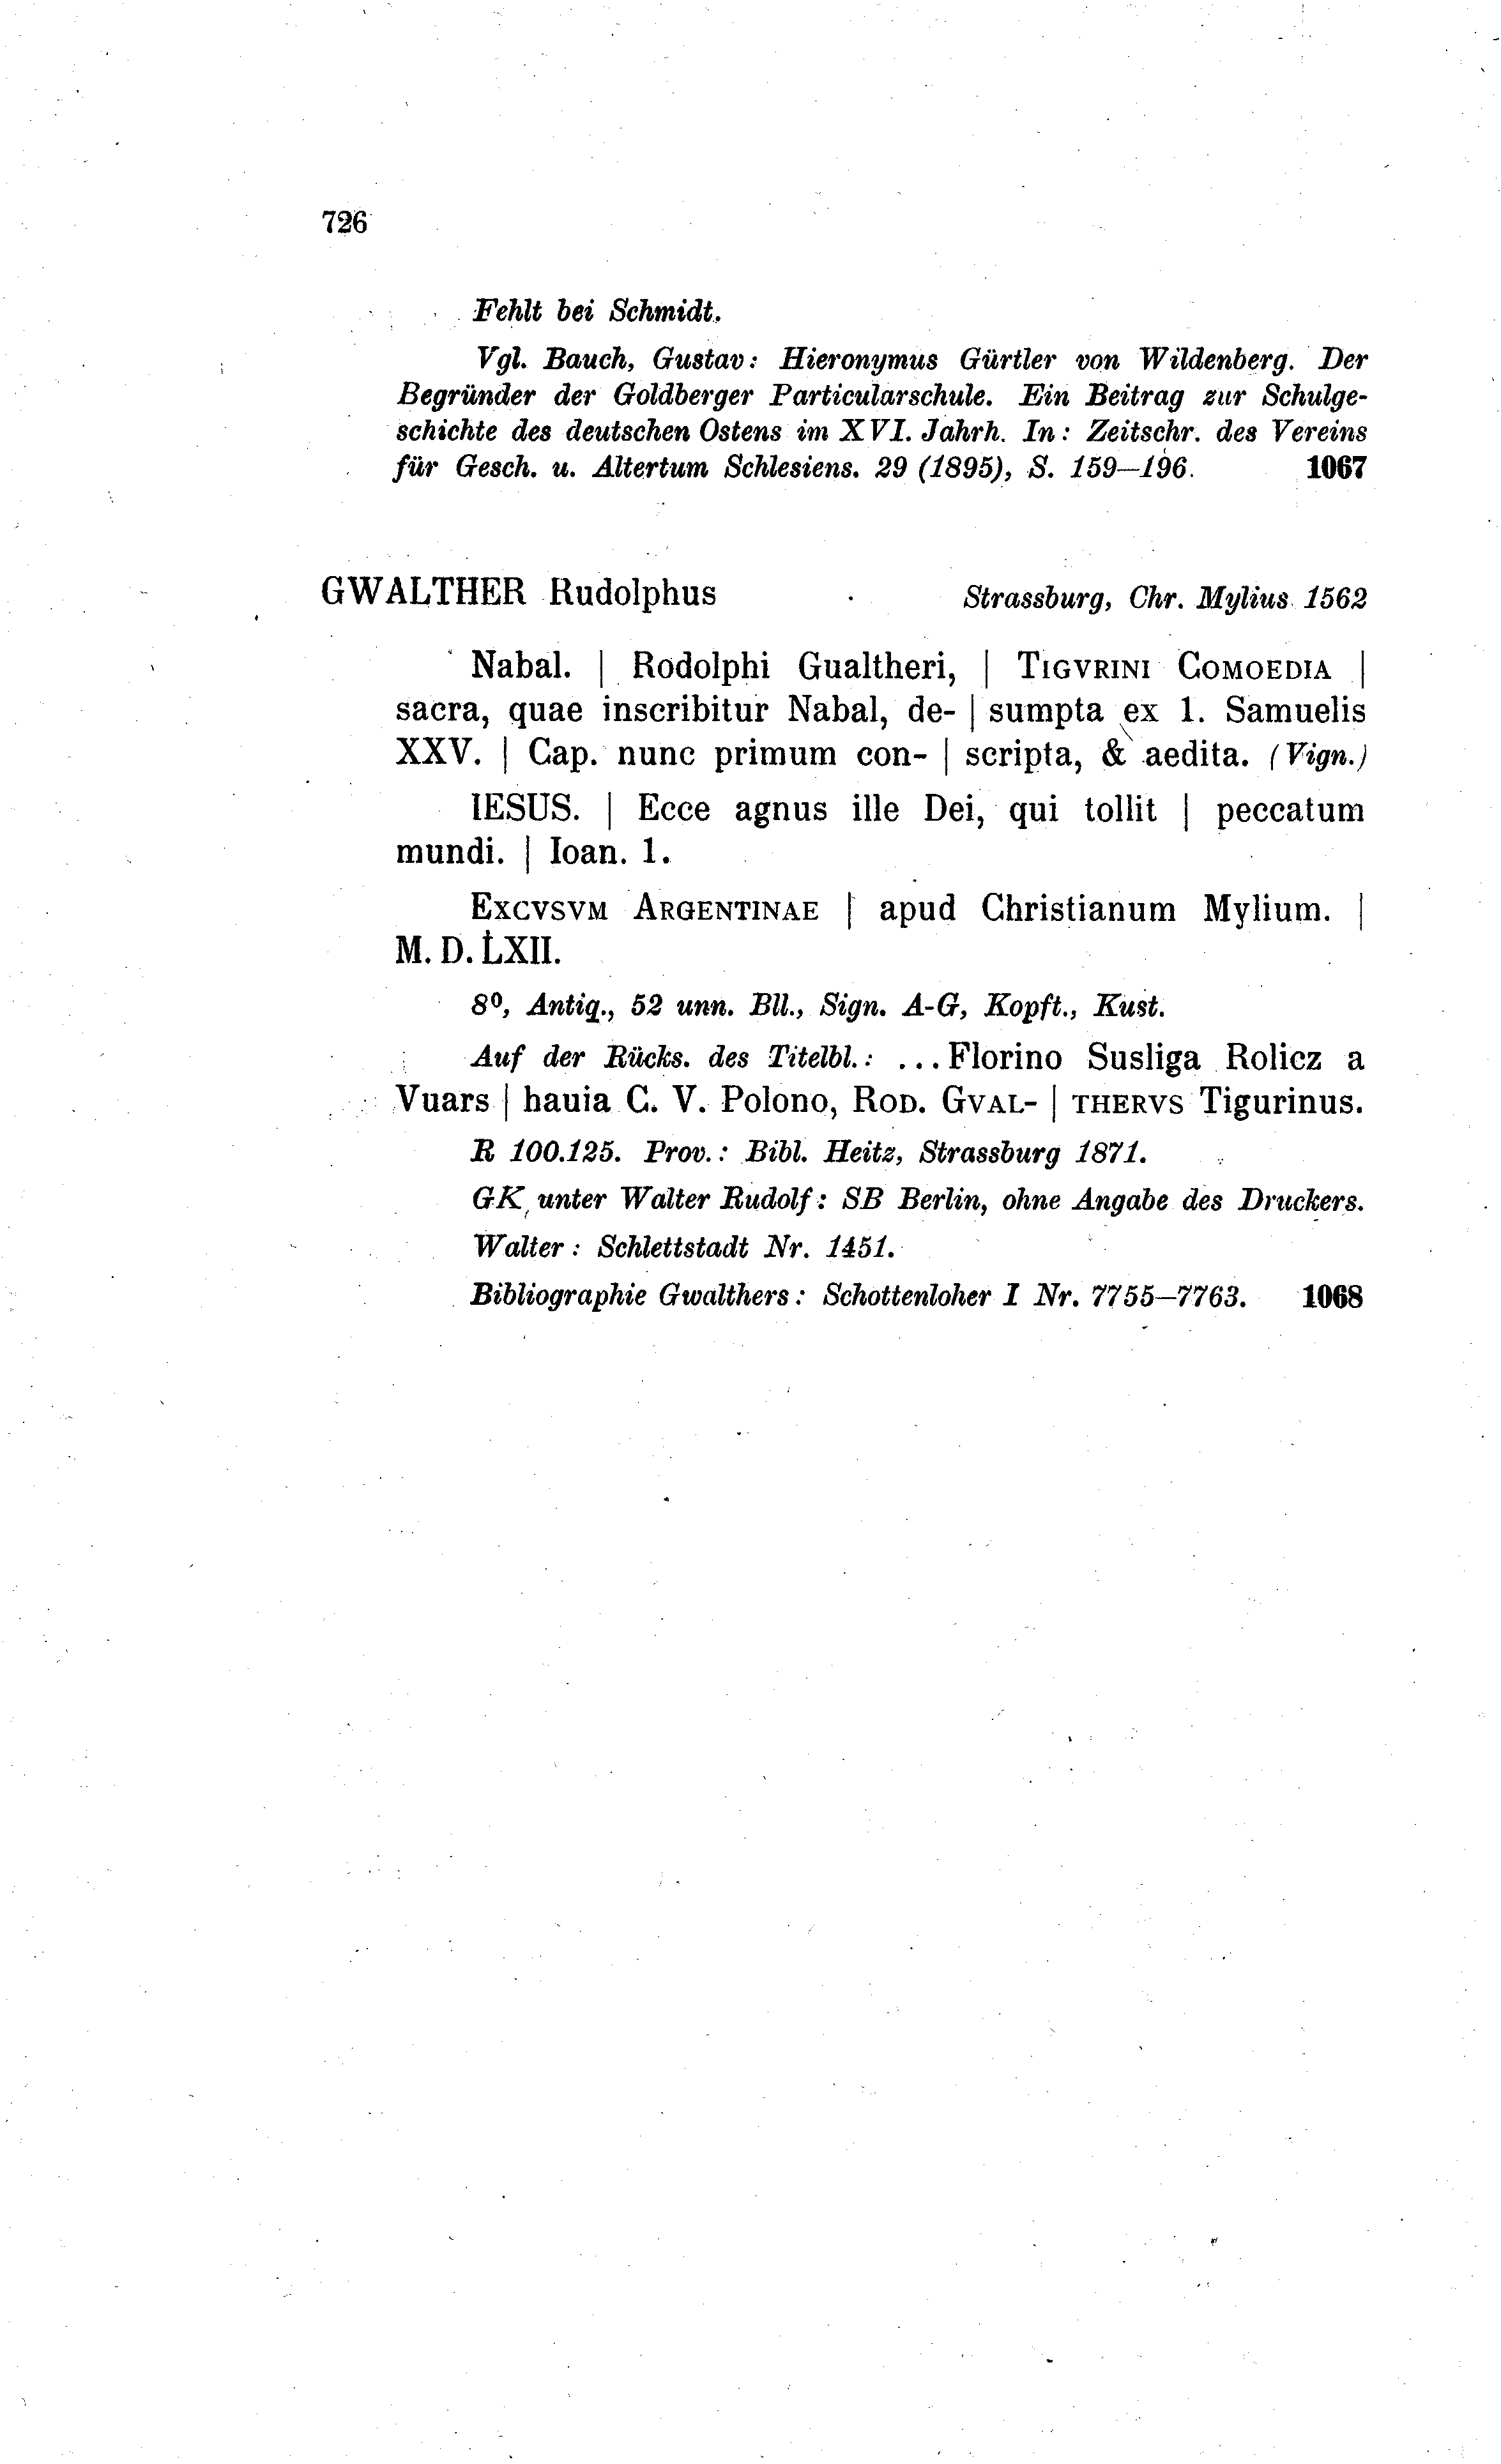 726
Fehlt bei Schmidt.
Vgl. Bauch, Gustav: Hieronymus Gürtler von Wildenberg. Der
Begründer der Goldberger Particularschule. Ein Beitrag zur Schulge-
schichte des deutschen Ostens im XVI. Jahrh. In: Zeitschr. des Vereins
für Gesch. u. Altertum Schlesiens. 29 (1895), S. 159—196. 1067
GWALTHER Rudolphus Strassburg, Chr. Mylius 1562
Nabal. | Rodolphi Gualtheri, | TIGVRINI COMOEDIA |
sacra, quae inscribitur Nabal, de- | sumpta ex 1. Samuelis
XXV. | Cap. nunc primum con- | scripta, & aedita. (Vign.)
IESUS. | Ecce agnus ille Dei, qui tollit | peccatum
mundi. | Ioan. 1.
EXCVSVM ARGENTINAE | apud Christianum Mylium. |
M. D. LXII.
8⁰, Antiq., 52 unn. Bll., Sign. A-G, Kopft., Kust.
Auf der Rücks. des Titelbl.: ... Florino Susliga Rolicz a
Vuars | hauia C. V. Polono, ROD. GVAL- | THERVS Tigurinus.
R 100.125. Prov.: Bibl. Heitz, Strassburg 1871.
GK unter Walter Rudolf: SB Berlin, ohne Angabe des Druckers.
Walter: Schlettstadt Nr. 1451.
Bibliographie Gwalthers: Schottenloher I Nr. 7755—7763. 1068